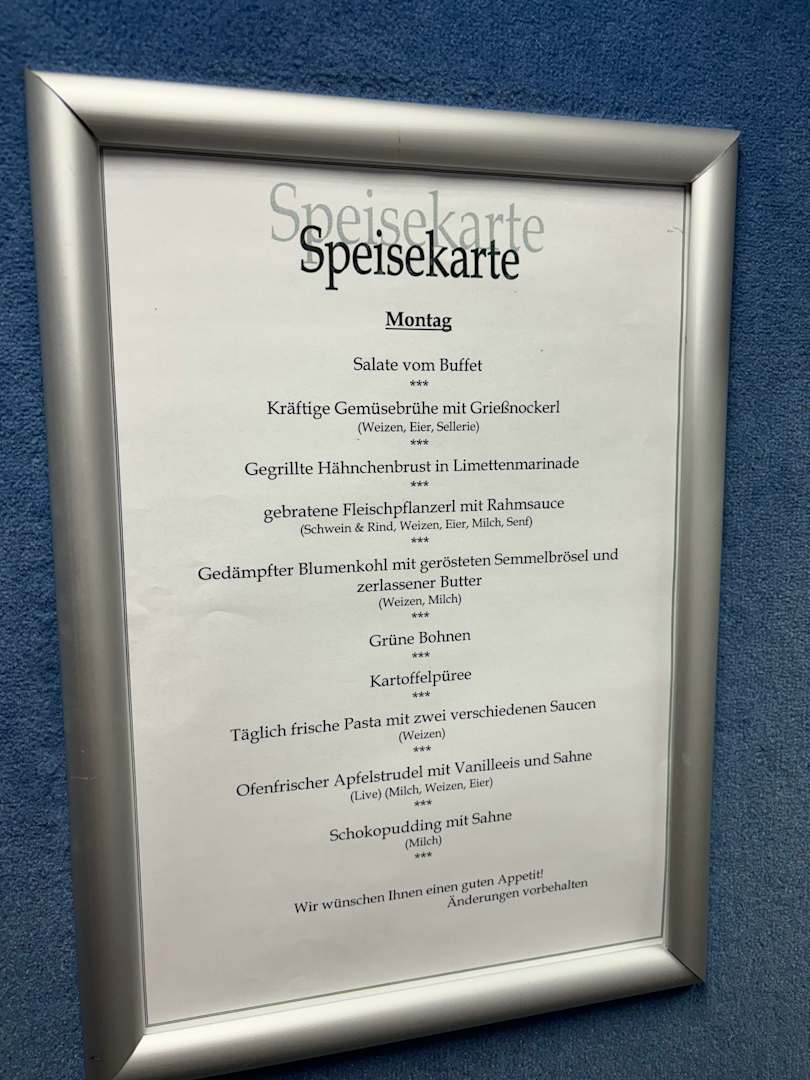 Speisekarte
Speisekarte
Montag
Salate vom Buffet
***
Kräftige Gemüsebrühe mit Grießnockerl
(Weizen, Eier, Sellerie)
***
Gegrillte Hähnchenbrust in Limettenmarinade
***
gebratene Fleischpflanzerl mit Rahmsauce
(Schwein & Rind, Weizen, Eier, Milch, Senf)
***
Gedämpfter Blumenkohl mit gerösteten Semmelbrösel und
zerlassener Butter
(Weizen, Milch)
***
Grüne Bohnen
***
Kartoffelpüree
***
Täglich frische Pasta mit zwei verschiedenen Saucen
(Weizen)
***
Ofenfrischer Apfelstrudel mit Vanilleeis und Sahne
(Live) (Milch, Weizen, Eier)
***
Schokopudding mit Sahne
(Milch)
***
Wir wünschen Ihnen einen guten Appetit!
Änderungen vorbehalten